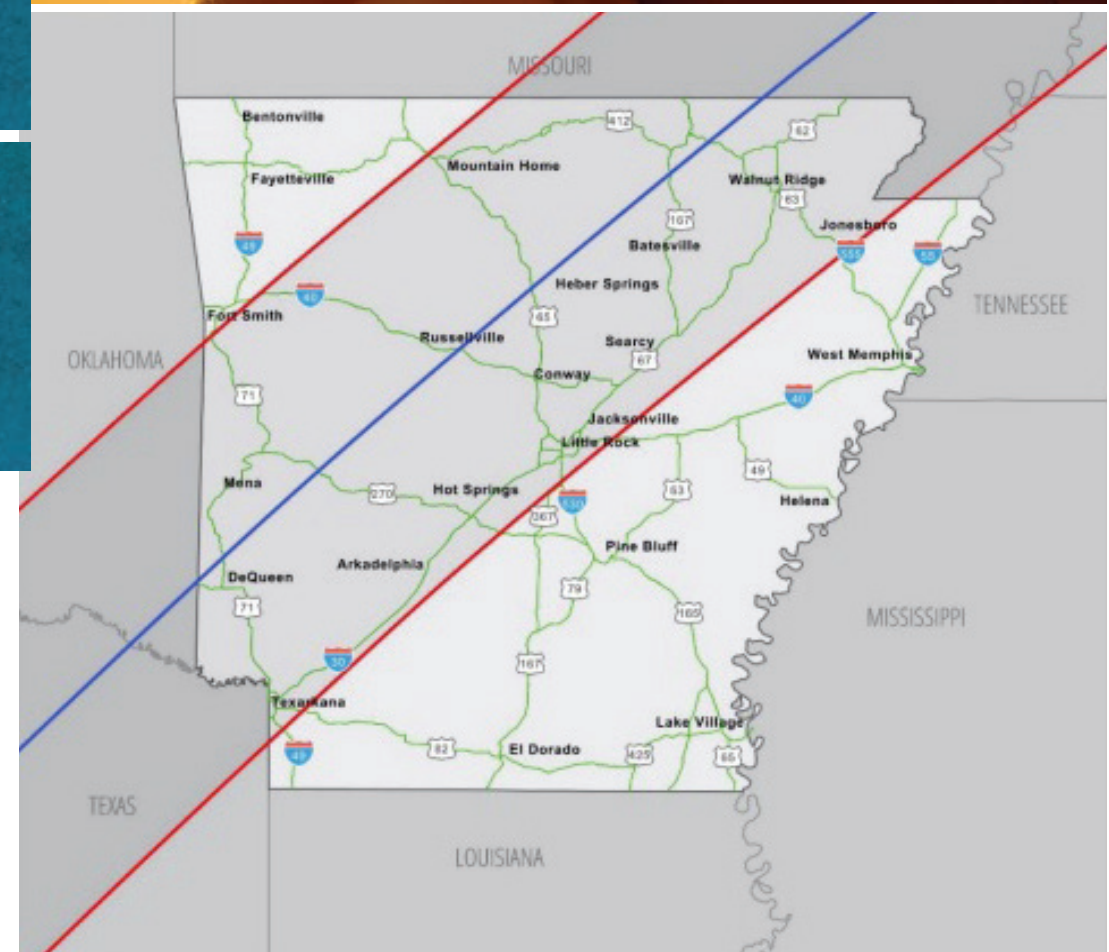 MISSOURI
Bentonville
412
62
Mountain Home
Fayetteville
Walnut Ridge
63
167
Jonesboro
49
Batesville
555
55
Heber Springs
40
TENNESSEE
Fort Smith
65
Russellville
Searcy
OKLAHOMA
67
West Memphis
Conway
71
40
Jacksonville
Little Rock
49
Mena
270
Hot Springs
63
530
Helena
367
Pine Bluff
Arkadelphia
DeQueen
79
71
165
MISSISSIPPI
30
167
Texarkana
Lake Village
82
El Dorado
425
65
49
TEXAS
LOUISIANA